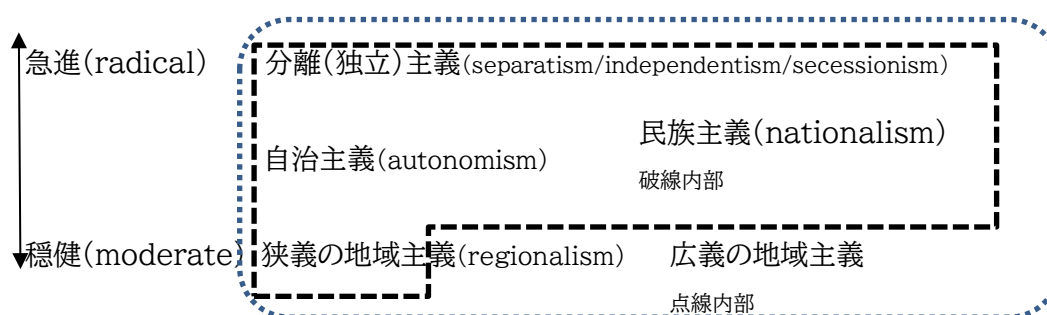 急進(radical) 分離(独立)主義(separatism/independentism/secessionism)
民族主義(nationalism)
自治主義(autonomism)
破線内部
穏健(moderate) 狭義の地域主義(regionalism) 広義の地域主義
点線内部